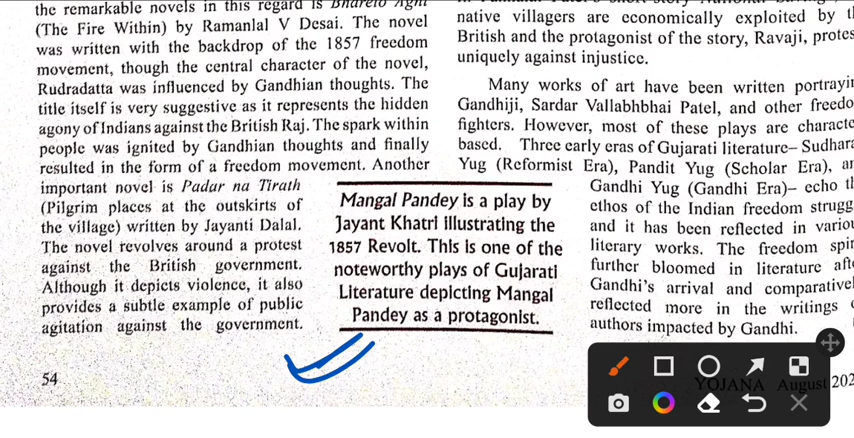 the remarkable novels in this regard is Bharelo Agni
(The Fire Within) by Ramanlal V Desai. The novel
was written with the backdrop of the 1857 freedom
movement, though the central character of the novel,
Rudradatta was influenced by Gandhian thoughts. The
title itself is very suggestive as it represents the hidden
agony of Indians against the British Raj. The spark within
people was ignited by Gandhian thoughts and finally
resulted in the form of a freedom movement. Another
important novel is Padar na Tirath
(Pilgrim places at the outskirts of
the village) written by Jayanti Dalal.
The novel revolves around a protest
against the British government.
Although it depicts violence, it also
provides a subtle example of public
agitation against the government.
Mangal Pandey is a play by
Jayant Khatri illustrating the
1857 Revolt. This is one of the
noteworthy plays of Gujarati
Literature depicting Mangal
Pandey as a protagonist.
native villagers are economically exploited by
British and the protagonist of the story, Ravaji, protes
uniquely against injustice.
Many works of art have been written portrayin
Gandhiji, Sardar Vallabhbhai Patel, and other freedo
fighters. However, most of these plays are characte
based. Three early eras of Gujarati literature– Sudhara
Yug (Reformist Era), Pandit Yug (Scholar Era), an
Gandhi Yug (Gandhi Era)– echo th
ethos of the Indian freedom strugg
and it has been reflected in variou
literary works. The freedom spir
further bloomed in literature afte
Gandhi's arrival and comparativel
reflected more in the writings
authors impacted by Gandhi.
54
YOJANA August 202